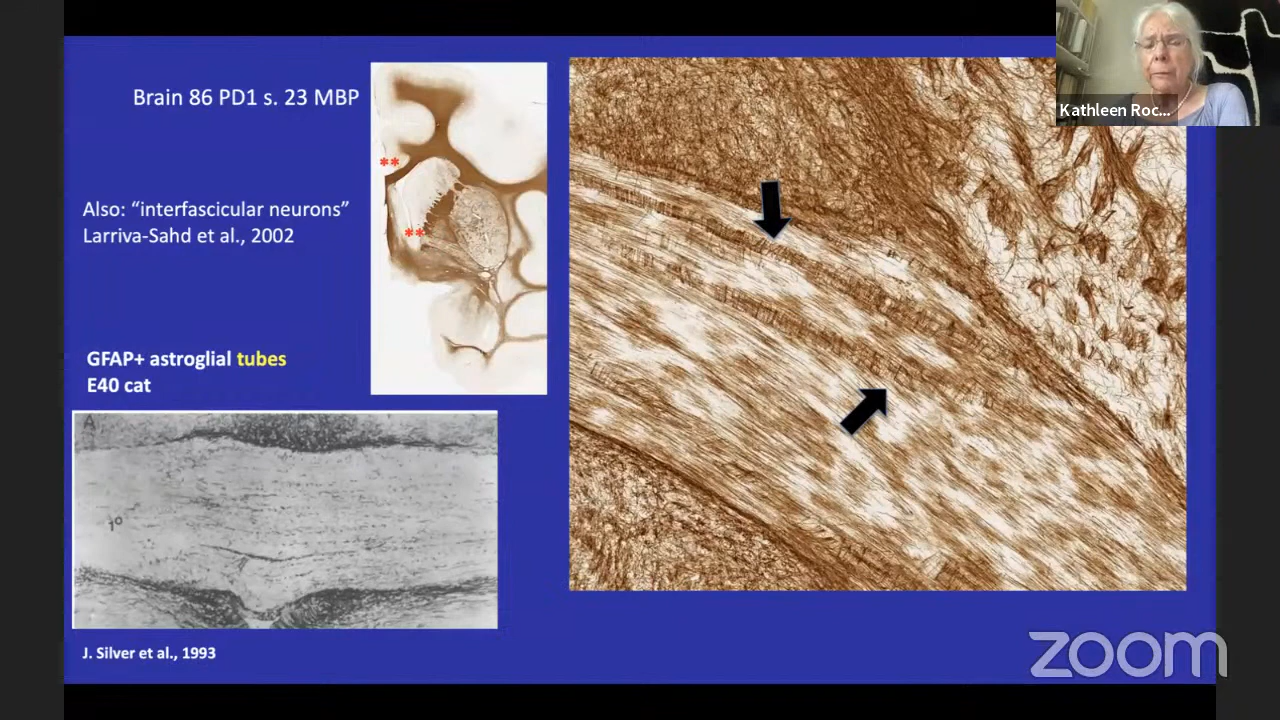 Brain 86 PD1 s. 23 MBP
**
Also: “interfascicular neurons”
Larriva-Sahd et al., 2002
**
GFAP+ astroglial tubes
E40 cat
A
J. Silver et al., 1993
Kathleen Roc...
zoom